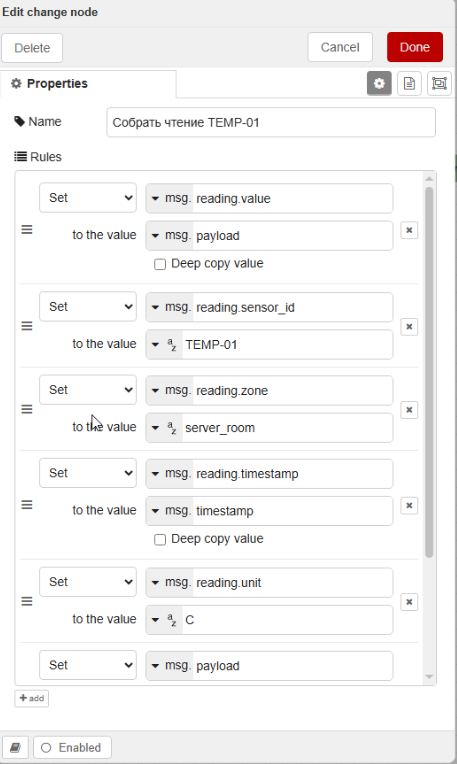 Edit change node
Delete
Cancel
Done
Properties
Name
Собрать чтение TEMP-01
Rules
Set
msg. reading.value
to the value
msg. payload
Deep copy value
Set
msg. reading.sensor_id
to the value
a z TEMP-01
Set
msg. reading.zone
to the value
a z server_room
Set
msg. reading.timestamp
to the value
msg. timestamp
Deep copy value
Set
msg. reading.unit
to the value
a z C
Set
msg. payload
+ add
Enabled